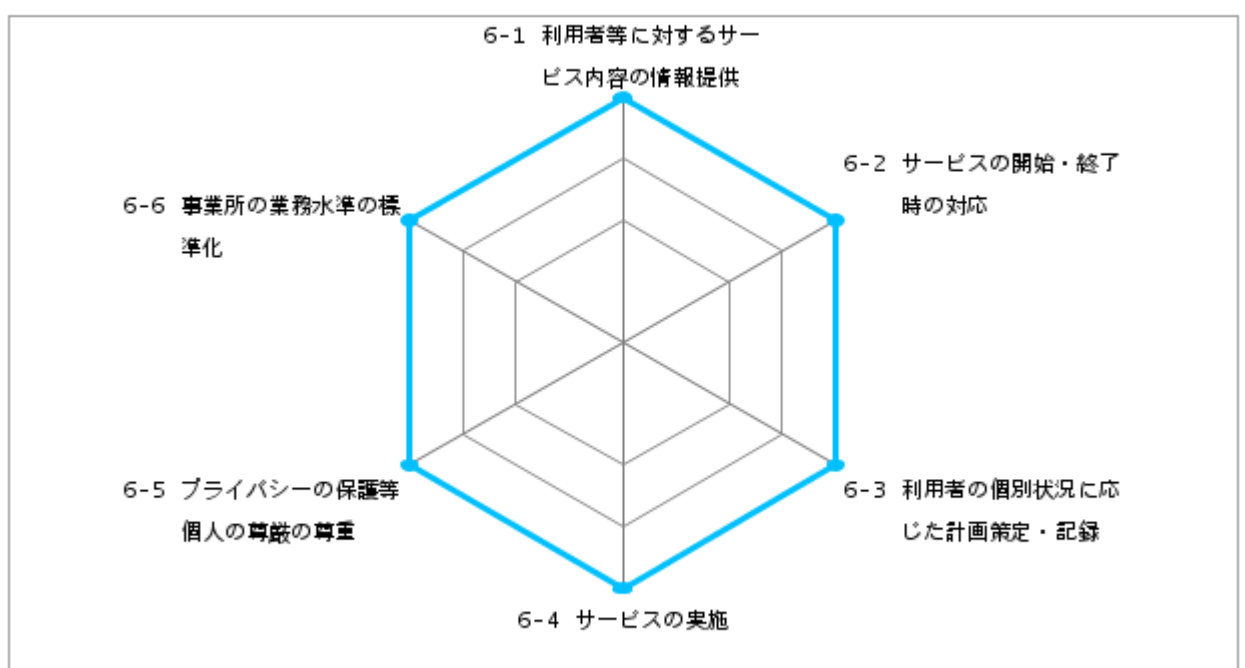 6-1 利用者等に対するサー
ビス内容の情報提供
6-2 サービスの開始・終了
時の対応
6-3 利用者の個別状況に応
じた計画策定・記録
6-4 サービスの実施
6-5 プライバシーの保護等
個人の尊厳の尊重
6-6 事業所の業務水準の標
準化